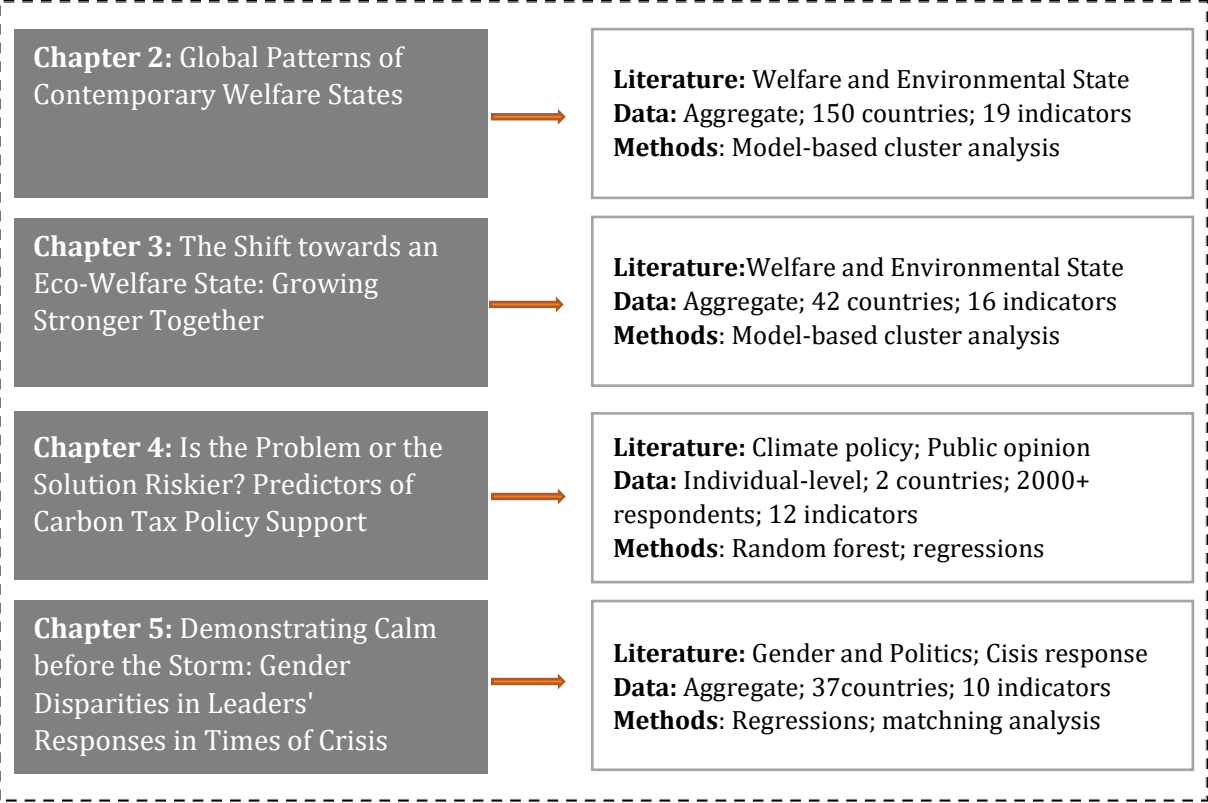 Chapter 2: Global Patterns of
Contemporary Welfare States
Literature: Welfare and Environmental State
Data: Aggregate; 150 countries; 19 indicators
Methods: Model-based cluster analysis
Chapter 3: The Shift towards an
Eco-Welfare State: Growing
Stronger Together
Literature:Welfare and Environmental State
Data: Aggregate; 42 countries; 16 indicators
Methods: Model-based cluster analysis
Chapter 4: Is the Problem or the
Solution Riskier? Predictors of
Carbon Tax Policy Support
Literature: Climate policy; Public opinion
Data: Individual-level; 2 countries; 2000+
respondents; 12 indicators
Methods: Random forest; regressions
Chapter 5: Demonstrating Calm
before the Storm: Gender
Disparities in Leaders'
Responses in Times of Crisis
Literature: Gender and Politics; Cisis response
Data: Aggregate; 37countries; 10 indicators
Methods: Regressions; matchning analysis